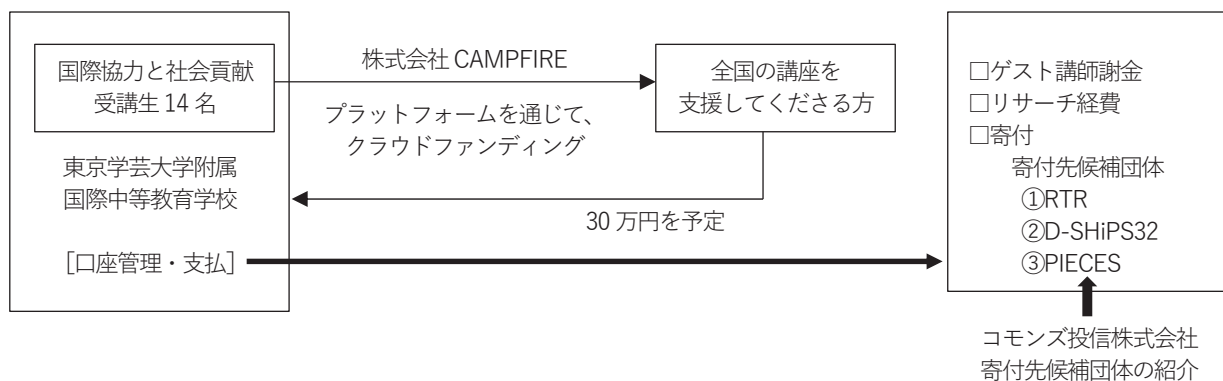 国際協力と社会貢献
受講生 14 名
東京学芸大学附属
国際中等教育学校
[口座管理・支払]
株式会社 CAMPFIRE
プラットフォームを通じて、
クラウドファンディング
全国の講座を
支援してくださる方
30 万円を予定
□ゲスト講師謝金
□リサーチ経費
□寄付
寄付先候補団体
①RTR
②D-SHiPS32
③PIECES
コモンズ投信株式会社
寄付先候補団体の紹介